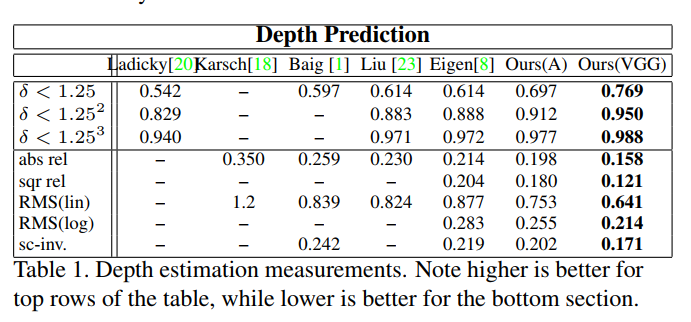 Depth Prediction
Ladicky[20] Karsch[18] Baig [1] Liu [23] Eigen[8] Ours(A) Ours(VGG)
δ < 1.25 0.542 – 0.597 0.614 0.614 0.697 0.769
δ < 1.25² 0.829 – – 0.883 0.888 0.912 0.950
δ < 1.25³ 0.940 – – 0.971 0.972 0.977 0.988
abs rel – 0.350 0.259 0.230 0.214 0.198 0.158
sqr rel – – – – 0.204 0.180 0.121
RMS(lin) – 1.2 0.839 0.824 0.877 0.753 0.641
RMS(log) – – – – 0.283 0.255 0.214
sc-inv. – – 0.242 – 0.219 0.202 0.171
Table 1. Depth estimation measurements. Note higher is better for
top rows of the table, while lower is better for the bottom section.